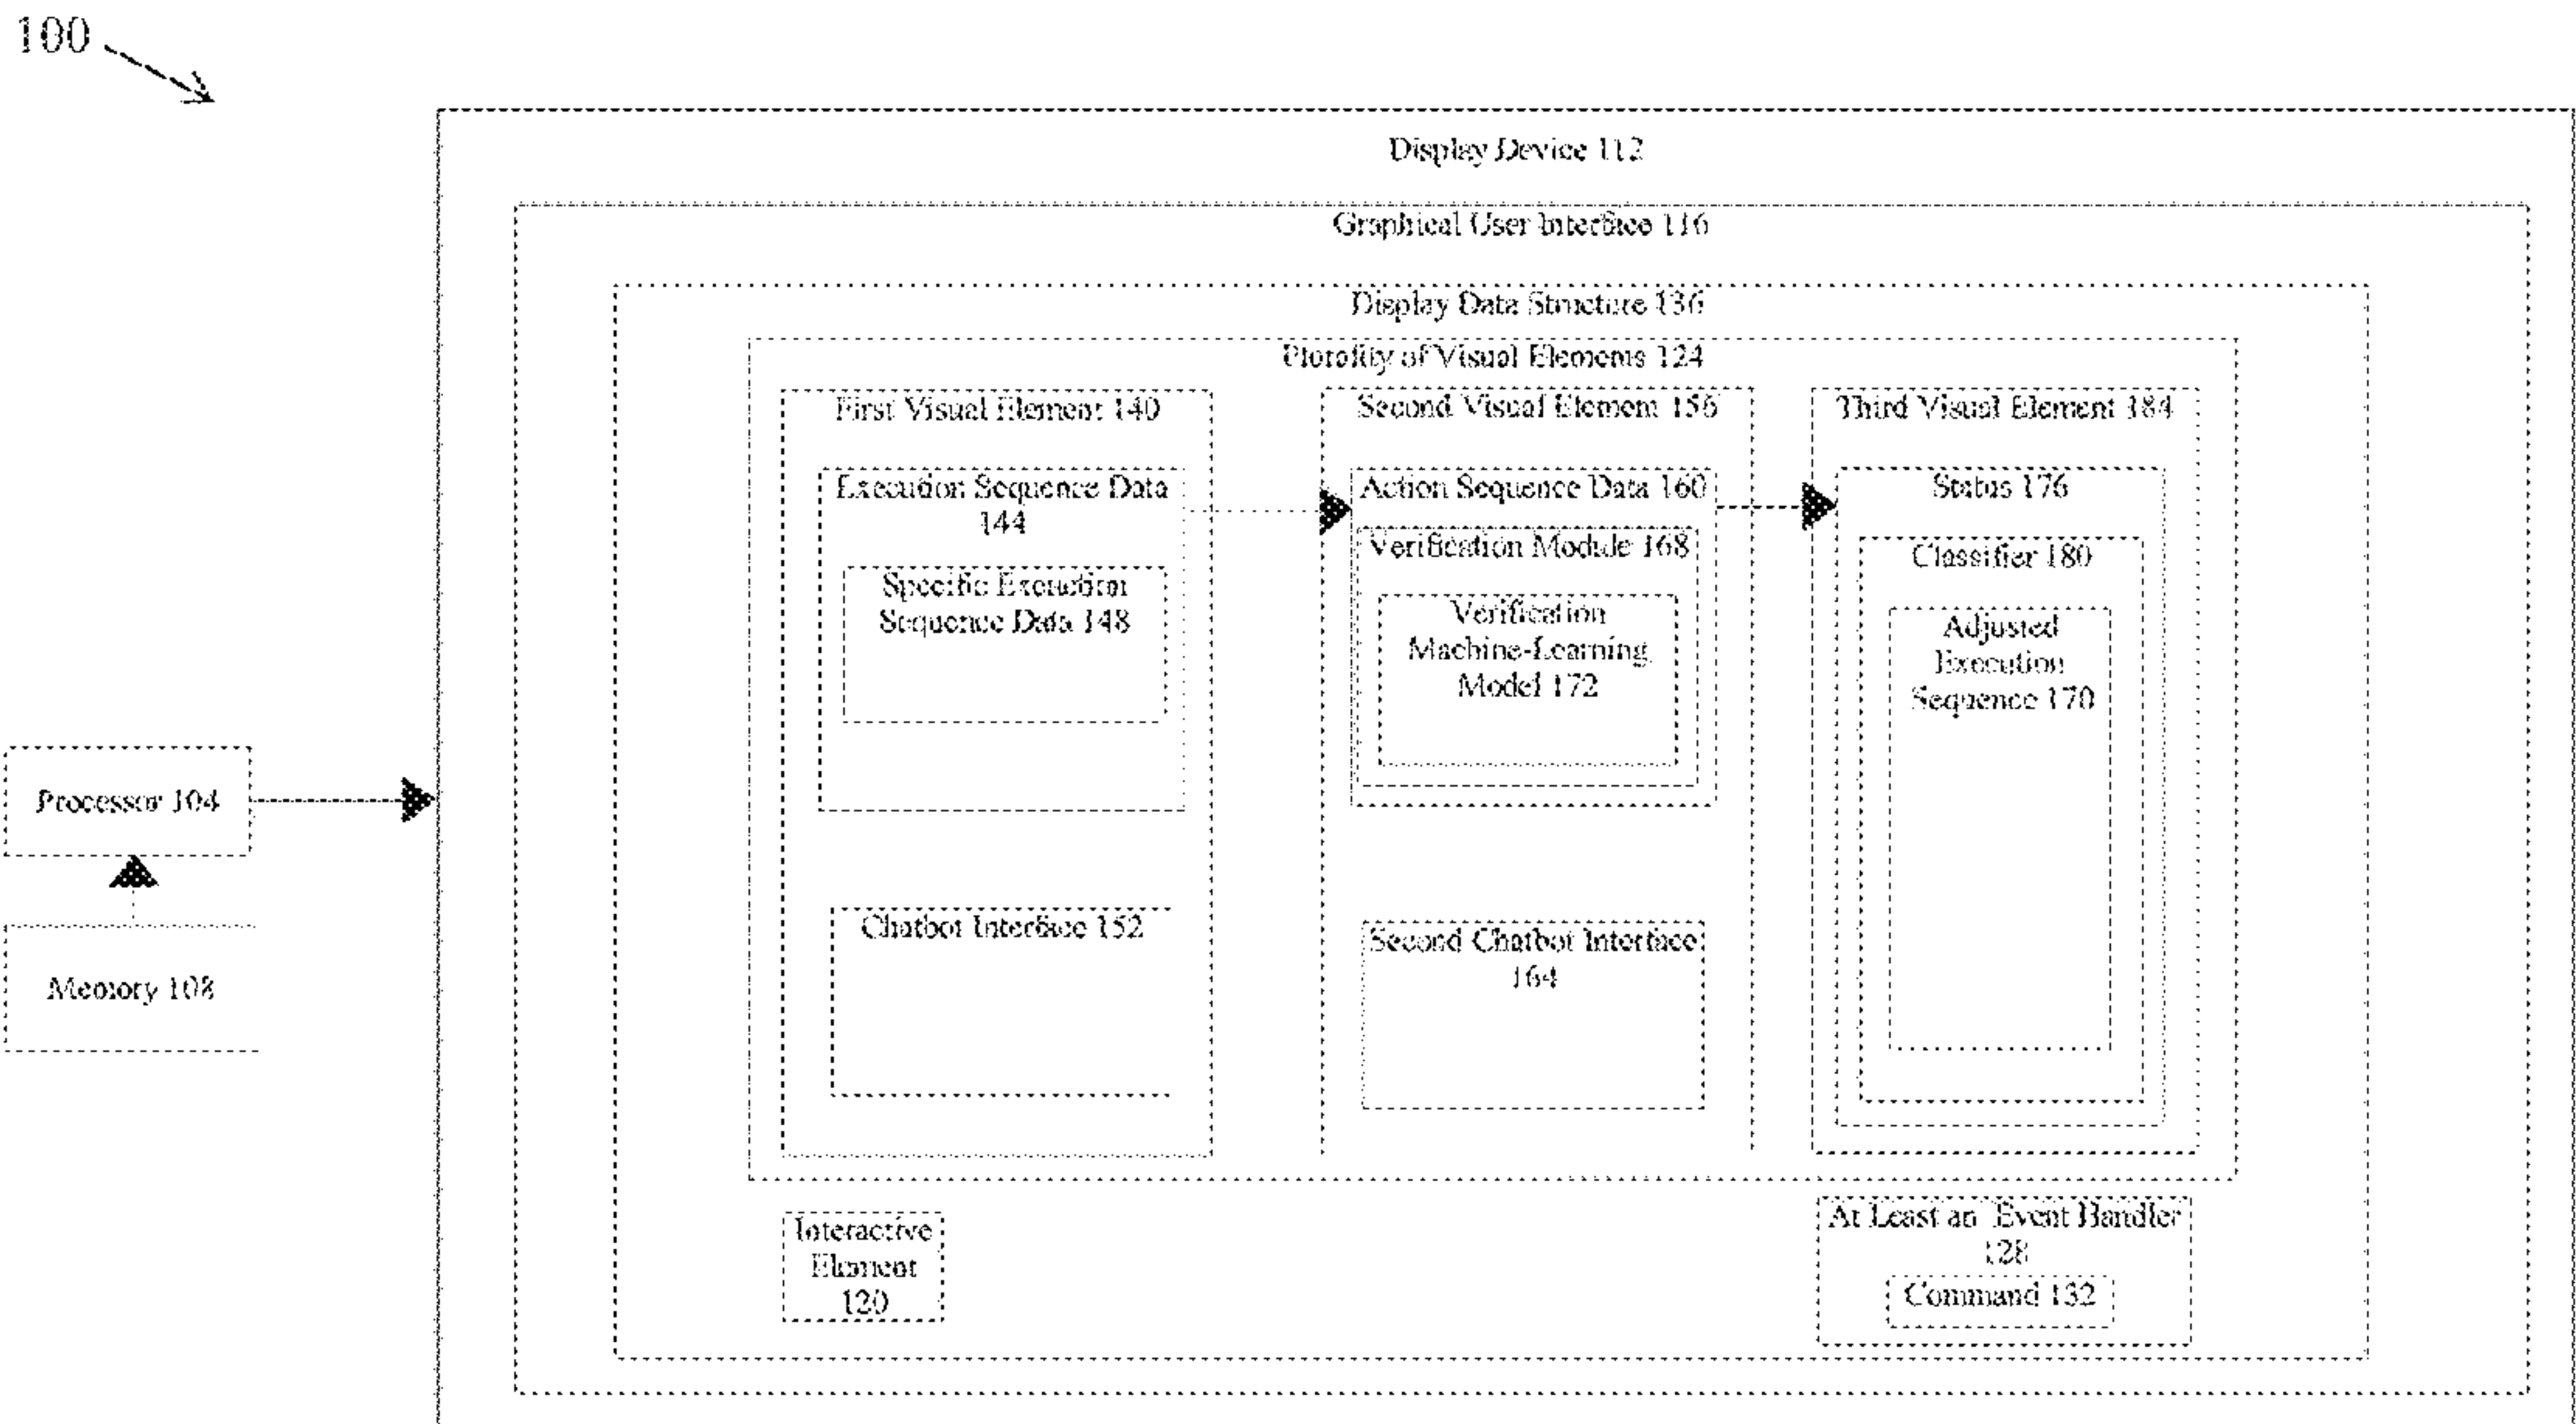 100
Display Device 112
Graphical User Interface 116
Display Data Structure 136
Plurality of Visual Elements 124
First Visual Element 140
Execution Sequence Data
144
Specific Execution
Sequence Data 148
Chatbot Interface 152
Second Visual Element 156
Action Sequence Data 160
Verification Module 168
Verification
Machine-Learning
Model 172
Second Chatbot Interface
164
Third Visual Element 184
Status 176
Classifier 180
Adjusted
Execution
Sequence 170
Processor 104
Memory 108
Interactive
Element
120
At Least an Event Handler
128
Command 132